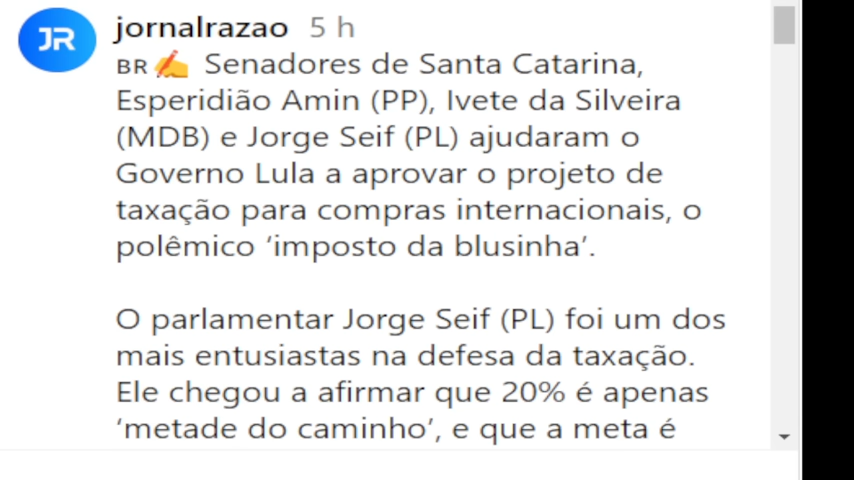 JR
jornalrazao 5 h
BR✍️ Senadores de Santa Catarina,
Esperidião Amin (PP), Ivete da Silveira
(MDB) e Jorge Seif (PL) ajudaram o
Governo Lula a aprovar o projeto de
taxação para compras internacionais, o
polêmico ‘imposto da blusinha’.
O parlamentar Jorge Seif (PL) foi um dos
mais entusiastas na defesa da taxação.
Ele chegou a afirmar que 20% é apenas
‘metade do caminho’, e que a meta é